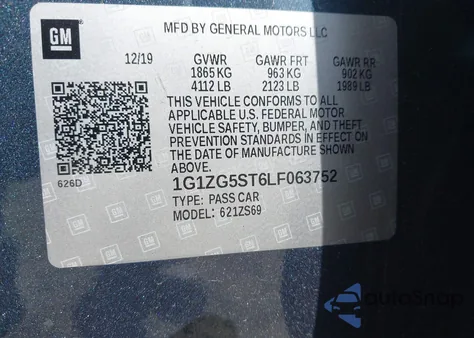 GM
MFD BY GENERAL MOTORS LLC
12/19 GVWR GAWR FRT GAWR RR
1865 KG 963 KG 902 KG
4112 LB 2123 LB 1989 LB
THIS VEHICLE CONFORMS TO ALL
APPLICABLE U.S. FEDERAL MOTOR
VEHICLE SAFETY, BUMPER, AND THEFT
PREVENTION STANDARDS IN EFFECT ON
THE DATE OF MANUFACTURE SHOWN
ABOVE.
626D
1G1ZG5ST6LF063752
TYPE: PASS CAR
MODEL: 621ZS69
autoSnap